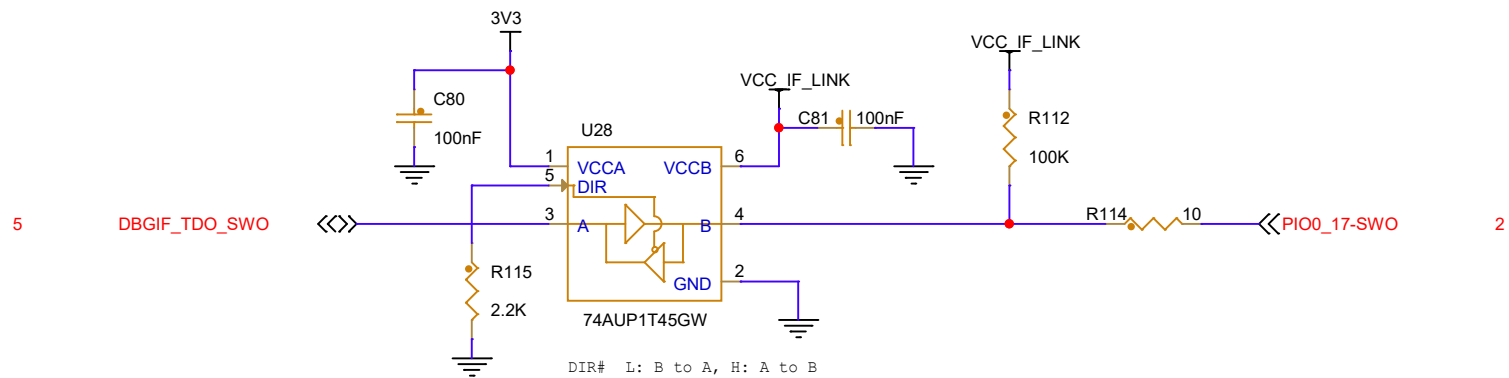 3V3
VCC_IF_LINK
VCC_IF_LINK
C80
100nF
C81
100nF
R112
100K
U28
1
VCCA
VCCB
6
5
DIR
5
DBGIF_TDO_SWO
3
A
B
4
R114
10
PIO0_17-SWO
2
R115
2.2K
GND
2
74AUP1T45GW
DIR# L: B to A, H: A to B